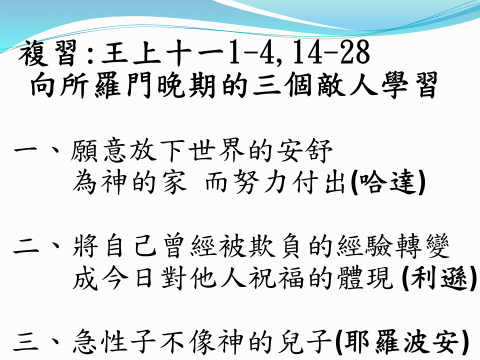 複習:王上十一1-4,14-28
向所羅門晚期的三個敵人學習
一、願意放下世界的安舒
為神的家 而努力付出(哈達)
二、將自己曾經被欺負的經驗轉變
成今日對他人祝福的體現 (利遜)
三、急性子不像神的兒子(耶羅波安)